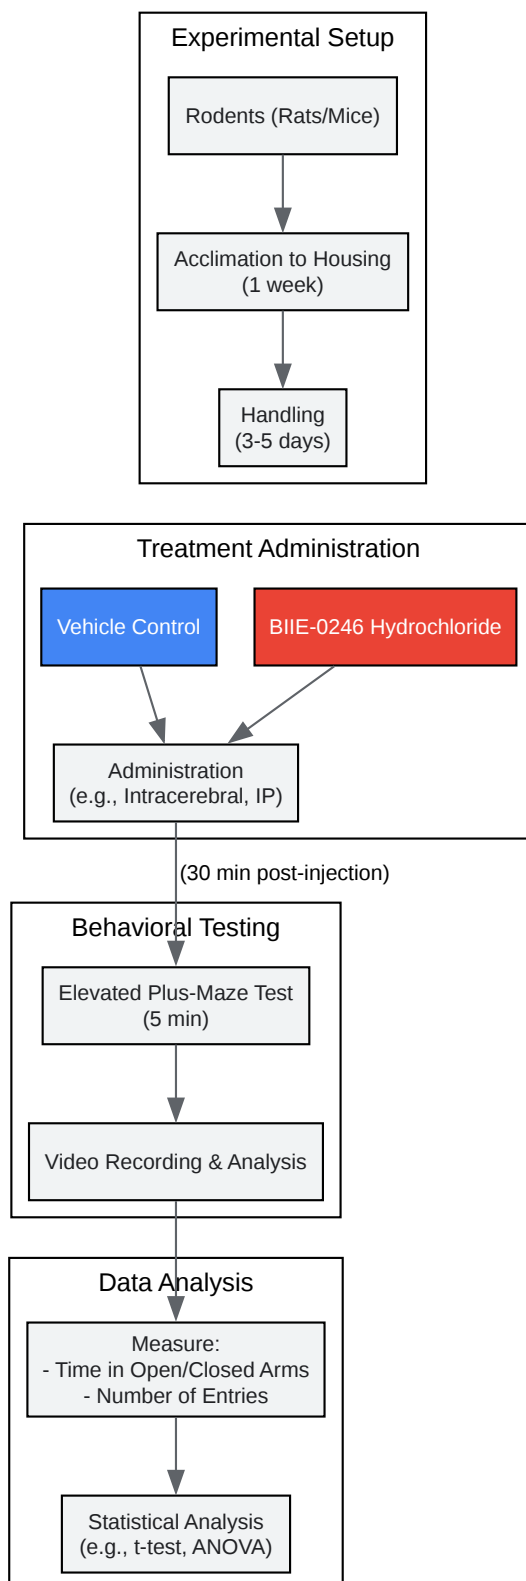 Experimental Setup
Rodents (Rats/Mice)
Acclimation to Housing
(1 week)
Handling
(3-5 days)
Treatment Administration
Vehicle Control
BIIE-0246 Hydrochloride
Administration
(e.g., Intracerebral, IP)
(30 min post-injection)
Behavioral Testing
Elevated Plus-Maze Test
(5 min)
Video Recording & Analysis
Data Analysis
Measure:
- Time in Open/Closed Arms
- Number of Entries
Statistical Analysis
(e.g., t-test, ANOVA)